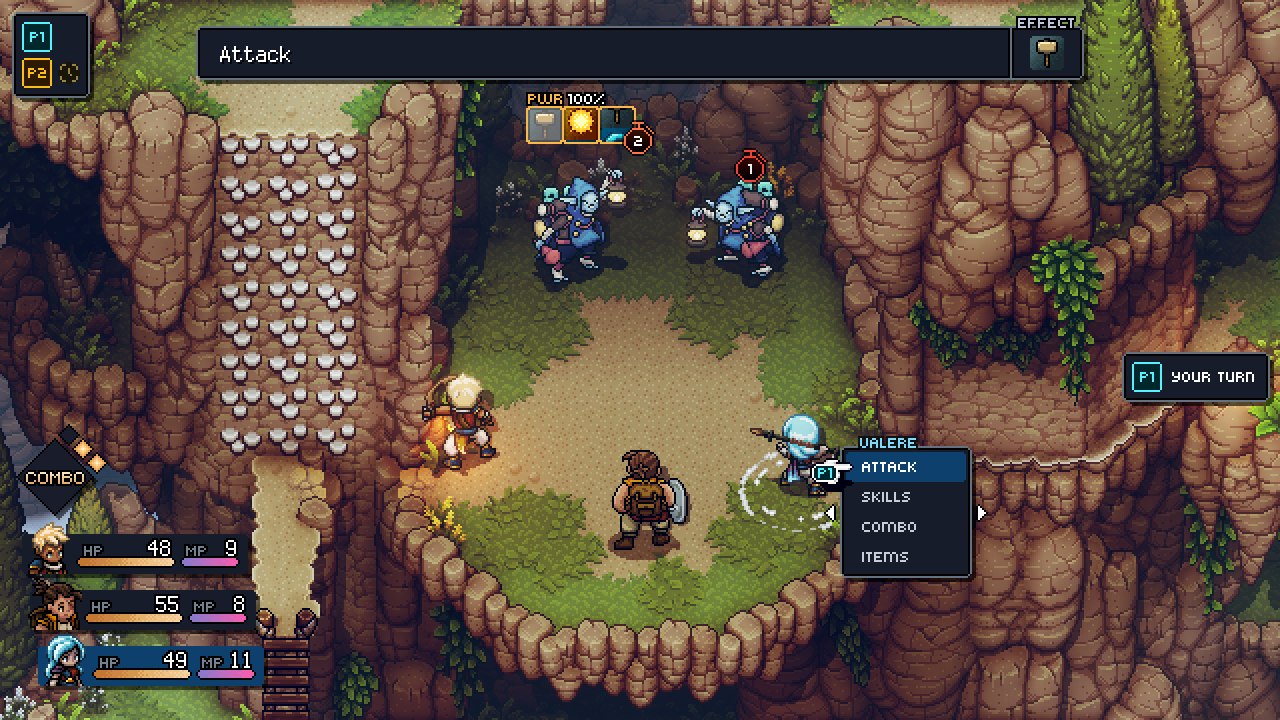 P1
P2
Attack
EFFECT
PWR 100%
2
1
P1 YOUR TURN
VALERE
P1
ATTACK
SKILLS
COMBO
ITEMS
COMBO
HP 48 MP 9
HP 55 MP 8
HP 49 MP 11